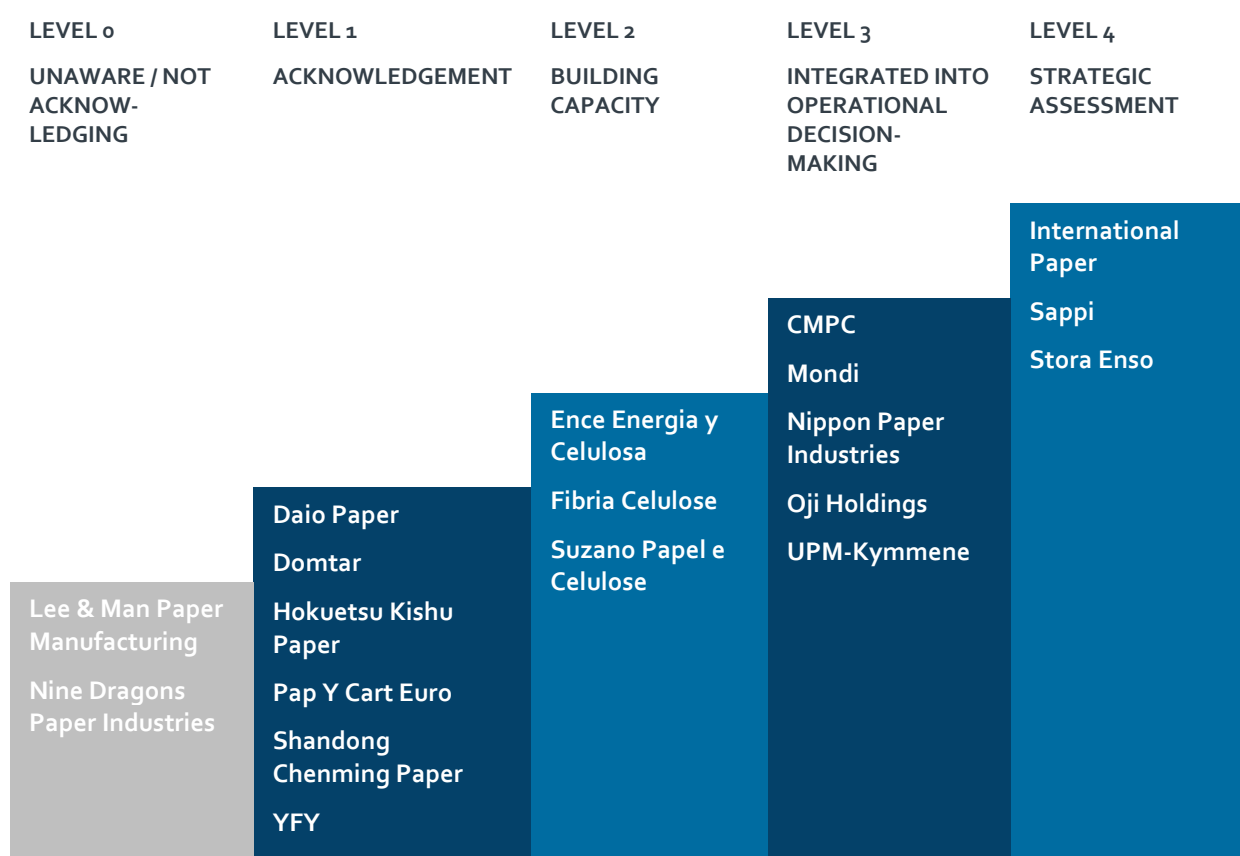 LEVEL 0
UNAWARE / NOT
ACKNOW-
LEDGING
LEVEL 1
ACKNOWLEDGEMENT
LEVEL 2
BUILDING
CAPACITY
LEVEL 3
INTEGRATED INTO
OPERATIONAL
DECISION-
MAKING
LEVEL 4
STRATEGIC
ASSESSMENT
Lee & Man Paper
Manufacturing
Nine Dragons
Paper Industries
Daio Paper
Domtar
Hokuetsu Kishu
Paper
Pap Y Cart Euro
Shandong
Chenming Paper
YFY
Ence Energia y
Celulosa
Fibria Celulose
Suzano Papel e
Celulose
CMPC
Mondi
Nippon Paper
Industries
Oji Holdings
UPM-Kymmene
International
Paper
Sappi
Stora Enso